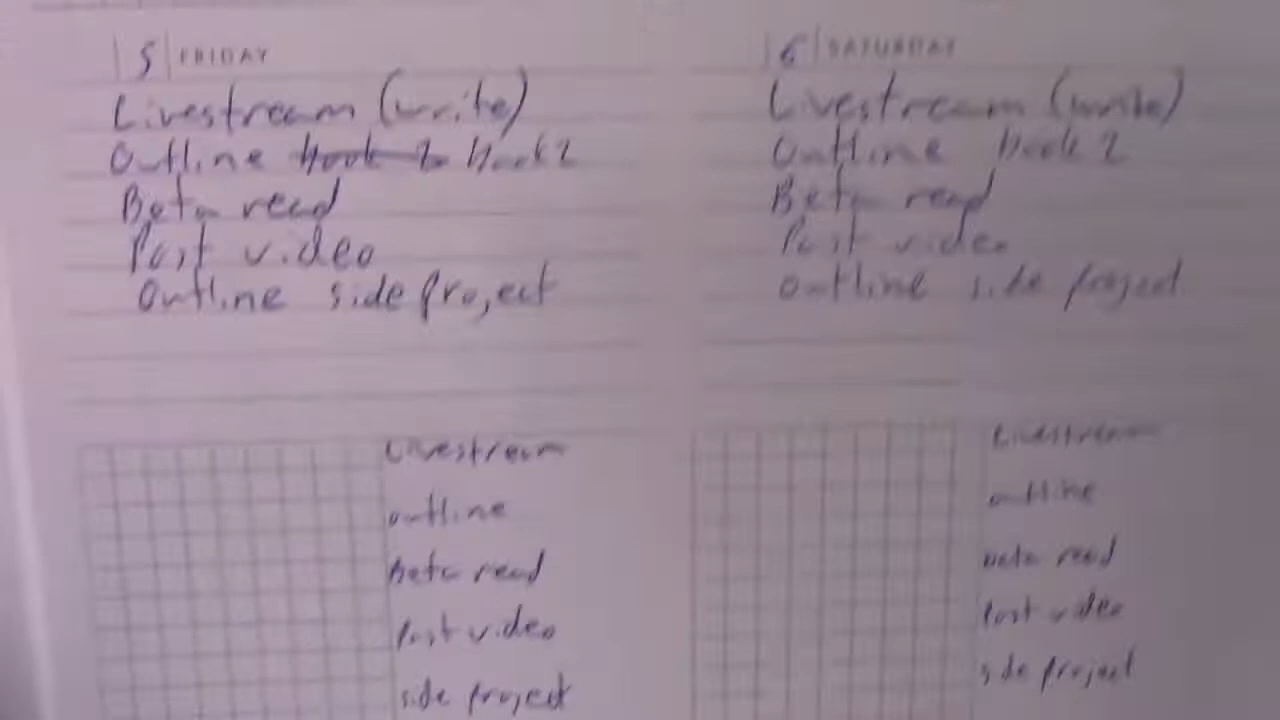 5 FRIDAY
Livestream (write)
Outline book 2 book 2
Beta read
Post video
Outline side project
Livestream
outline
beta read
Post video
side project
6 SATURDAY
Livestream (write)
Outline book 2
Beta read
Post video
outline side project
Livestream
outline
beta read
Post video
side project